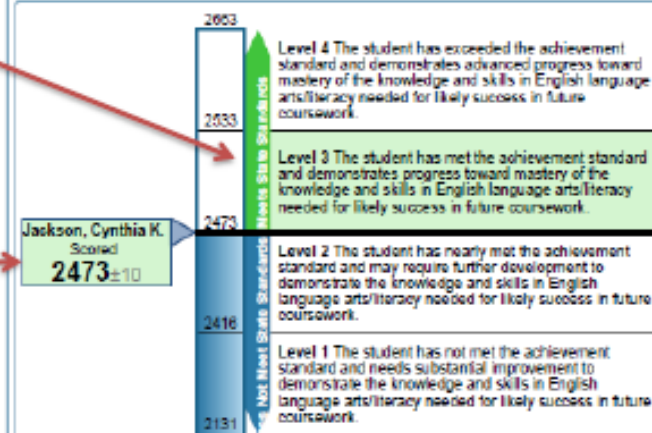 2663
Level 4 The student has exceeded the achievement
standard and demonstrates advanced progress toward
mastery of the knowledge and skills in English language
arts/literacy needed for likely success in future
coursework.
2533
Level 3 The student has met the achievement standard
and demonstrates progress toward mastery of the
knowledge and skills in English language arts/literacy
needed for likely success in future coursework.
Meets State Standards
2473
Jackson, Cynthia K.
Scored
2473±10
Level 2 The student has nearly met the achievement
standard and may require further development to
demonstrate the knowledge and skills in English
language arts/literacy needed for likely success in future
coursework.
2416
Level 1 The student has not met the achievement
standard and needs substantial improvement to
demonstrate the knowledge and skills in English
language arts/literacy needed for likely success in future
coursework.
Not Meet State Standards
2131